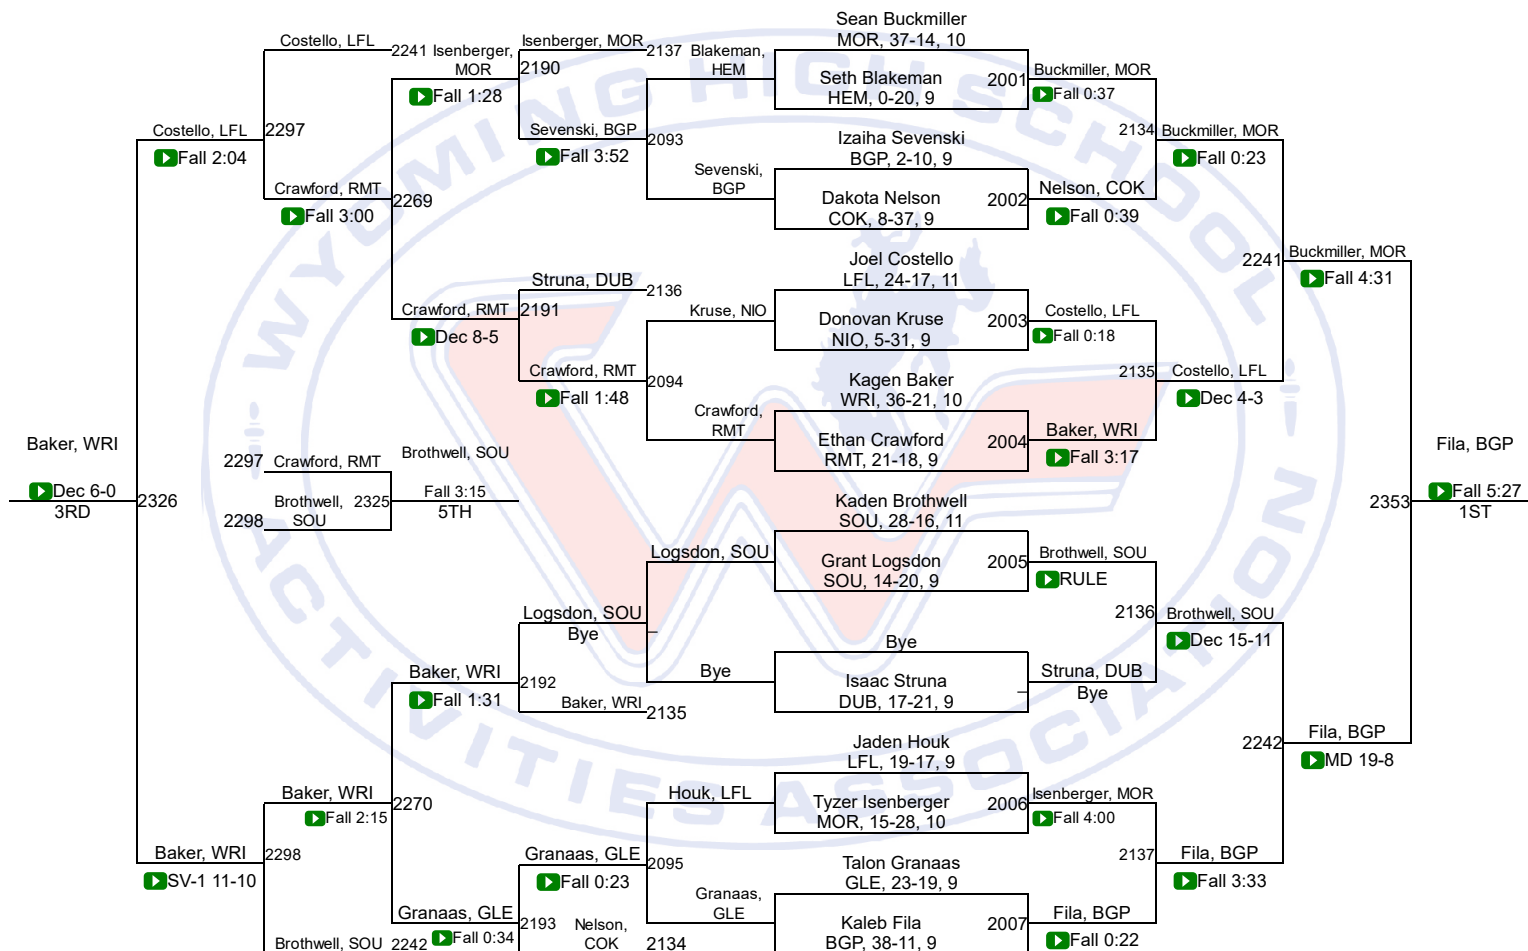 WYOMING HIGH SCHOOL
ACTIVITIES ASSOCIATION
Sean Buckmiller
MOR, 37-14, 10
Seth Blakeman
HEM, 0-20, 9
2001
Izaiha Sevenski
BGP, 2-10, 9
Dakota Nelson
COK, 8-37, 9
2002
Joel Costello
LFL, 24-17, 11
Donovan Kruse
NIO, 5-31, 9
2003
Kagen Baker
WRI, 36-21, 10
Ethan Crawford
RMT, 21-18, 9
2004
Kaden Brothwell
SOU, 28-16, 11
Grant Logsdon
SOU, 14-20, 9
2005
Bye
Isaac Struna
DUB, 17-21, 9
Jaden Houk
LFL, 19-17, 9
Tyzer Isenberger
MOR, 15-28, 10
2006
Talon Granaas
GLE, 23-19, 9
Kaleb Fila
BGP, 38-11, 9
2007
Buckmiller, MOR
Fall 0:37
Nelson, COK
Fall 0:39
2134
Costello, LFL
Fall 0:18
Baker, WRI
Fall 3:17
2135
Brothwell, SOU
RULE
Struna, DUB
Bye
2136
Isenberger, MOR
Fall 4:00
Fila, BGP
Fall 0:22
2137
Buckmiller, MOR
Fall 0:23
Costello, LFL
Dec 4-3
2241
Brothwell, SOU
Dec 15-11
Fila, BGP
Fall 3:33
2242
Buckmiller, MOR
Fall 4:31
Fila, BGP
MD 19-8
2353
Fila, BGP
Fall 5:27
1ST
Blakeman,
HEM
Sevenski,
BGP
2093
Kruse, NIO
Crawford,
RMT
2094
Logsdon, SOU
Bye
Houk, LFL
Granaas,
GLE
2095
Isenberger, MOR
2137
Sevenski, BGP
Fall 3:52
2190
Struna, DUB
2136
Crawford, RMT
Fall 1:48
2191
Logsdon, SOU
Bye
Baker, WRI
2135
2192
Granaas, GLE
Fall 0:23
Nelson,
COK
2134
2193
Isenberger,
MOR
Fall 1:28
Crawford, RMT
Dec 8-5
2269
Baker, WRI
Fall 1:31
Granaas, GLE
Fall 0:34
2270
Costello, LFL
2241
Crawford, RMT
Fall 3:00
2297
Baker, WRI
Fall 2:15
Brothwell, SOU
2242
2298
Costello, LFL
Fall 2:04
Baker, WRI
SV-1 11-10
2326
Baker, WRI
Dec 6-0
3RD
2297
Crawford, RMT
Brothwell,
SOU
2298
2325
Brothwell, SOU
Fall 3:15
5TH